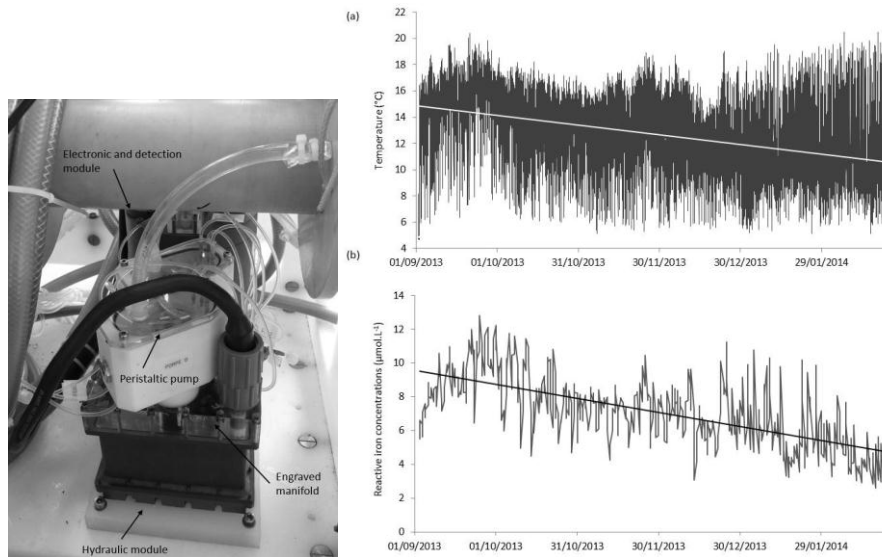 Electronic and detection
module
Peristaltic pump
Engraved
manifold
Hydraulic module
(a)
Temperature (°C)
22
20
18
16
14
12
10
8
6
4
01/09/2013 01/10/2013 31/10/2013 30/11/2013 30/12/2013 29/01/2014
(b)
Reactive iron concentrations (µmol.L-1)
14
12
10
8
6
4
2
0
01/09/2013 01/10/2013 31/10/2013 30/11/2013 30/12/2013 29/01/2014